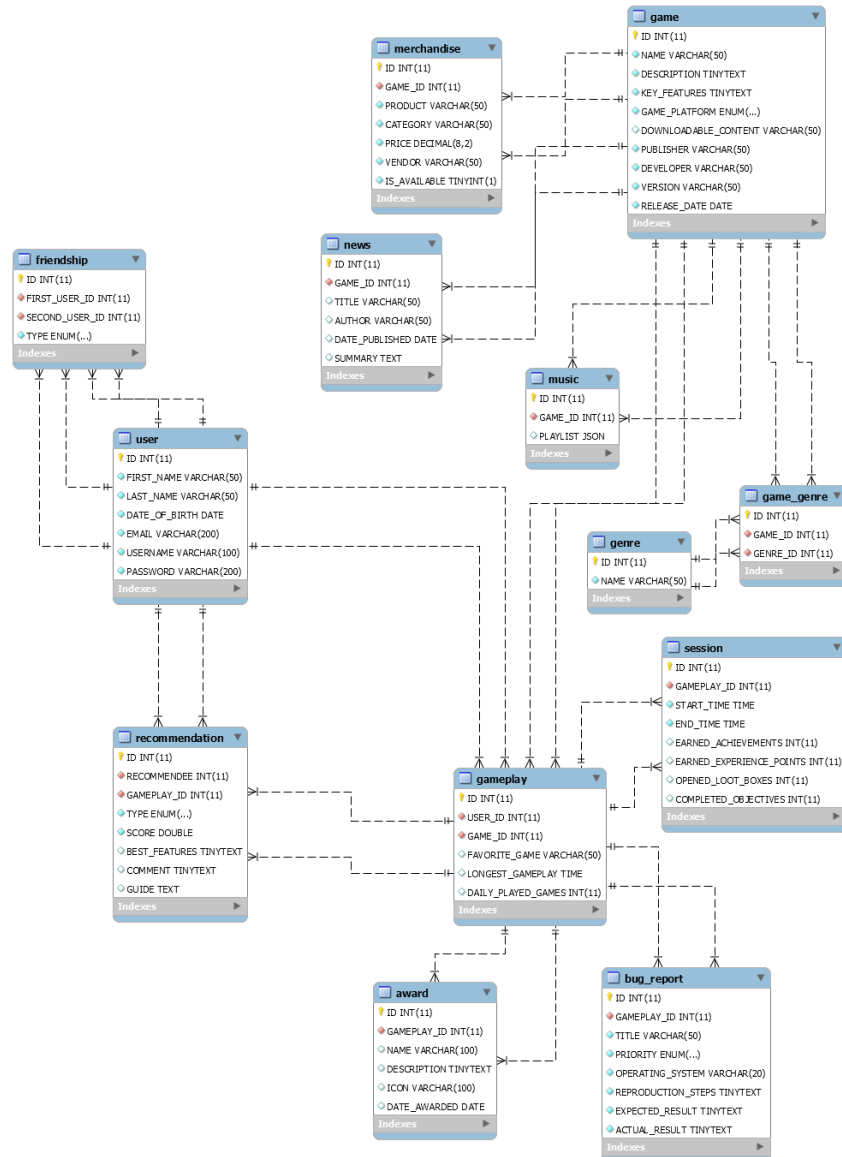 game
ID INT(11)
NAME VARCHAR(50)
DESCRIPTION TINYTEXT
KEY_FEATURES TINYTEXT
GAME_PLATFORM ENUM(...)
DOWNLOADABLE_CONTENT VARCHAR(50)
PUBLISHER VARCHAR(50)
DEVELOPER VARCHAR(50)
VERSION VARCHAR(50)
RELEASE_DATE DATE
Indexes
merchandise
ID INT(11)
GAME_ID INT(11)
PRODUCT VARCHAR(50)
CATEGORY VARCHAR(50)
PRICE DECIMAL(8,2)
VENDOR VARCHAR(50)
IS_AVAILABLE TINYINT(1)
Indexes
news
ID INT(11)
GAME_ID INT(11)
TITLE VARCHAR(50)
AUTHOR VARCHAR(50)
DATE_PUBLISHED DATE
SUMMARY TEXT
Indexes
friendship
ID INT(11)
FIRST_USER_ID INT(11)
SECOND_USER_ID INT(11)
TYPE ENUM(...)
Indexes
music
ID INT(11)
GAME_ID INT(11)
PLAYLIST JSON
Indexes
user
ID INT(11)
FIRST_NAME VARCHAR(50)
LAST_NAME VARCHAR(50)
DATE_OF_BIRTH DATE
EMAIL VARCHAR(200)
USERNAME VARCHAR(100)
PASSWORD VARCHAR(200)
Indexes
game_genre
ID INT(11)
GAME_ID INT(11)
GENRE_ID INT(11)
Indexes
genre
ID INT(11)
NAME VARCHAR(50)
Indexes
session
ID INT(11)
GAMEPLAY_ID INT(11)
START_TIME TIME
END_TIME TIME
EARNED_ACHIEVEMENTS INT(11)
EARNED_EXPERIENCE_POINTS INT(11)
OPENED_LOOT_BOXES INT(11)
COMPLETED_OBJECTIVES INT(11)
Indexes
recommendation
ID INT(11)
RECOMMENDEE INT(11)
GAMEPLAY_ID INT(11)
TYPE ENUM(...)
SCORE DOUBLE
BEST_FEATURES TINYTEXT
COMMENT TINYTEXT
GUIDE TEXT
Indexes
gameplay
ID INT(11)
USER_ID INT(11)
GAME_ID INT(11)
FAVORITE_GAME VARCHAR(50)
LONGEST_GAMEPLAY TIME
DAILY_PLAYED_GAMES INT(11)
Indexes
award
ID INT(11)
GAMEPLAY_ID INT(11)
NAME VARCHAR(100)
DESCRIPTION TINYTEXT
ICON VARCHAR(100)
DATE_AWARDED DATE
Indexes
bug_report
ID INT(11)
GAMEPLAY_ID INT(11)
TITLE VARCHAR(50)
PRIORITY ENUM(...)
OPERATING_SYSTEM VARCHAR(20)
REPRODUCTION_STEPS TINYTEXT
EXPECTED_RESULT TINYTEXT
ACTUAL_RESULT TINYTEXT
Indexes